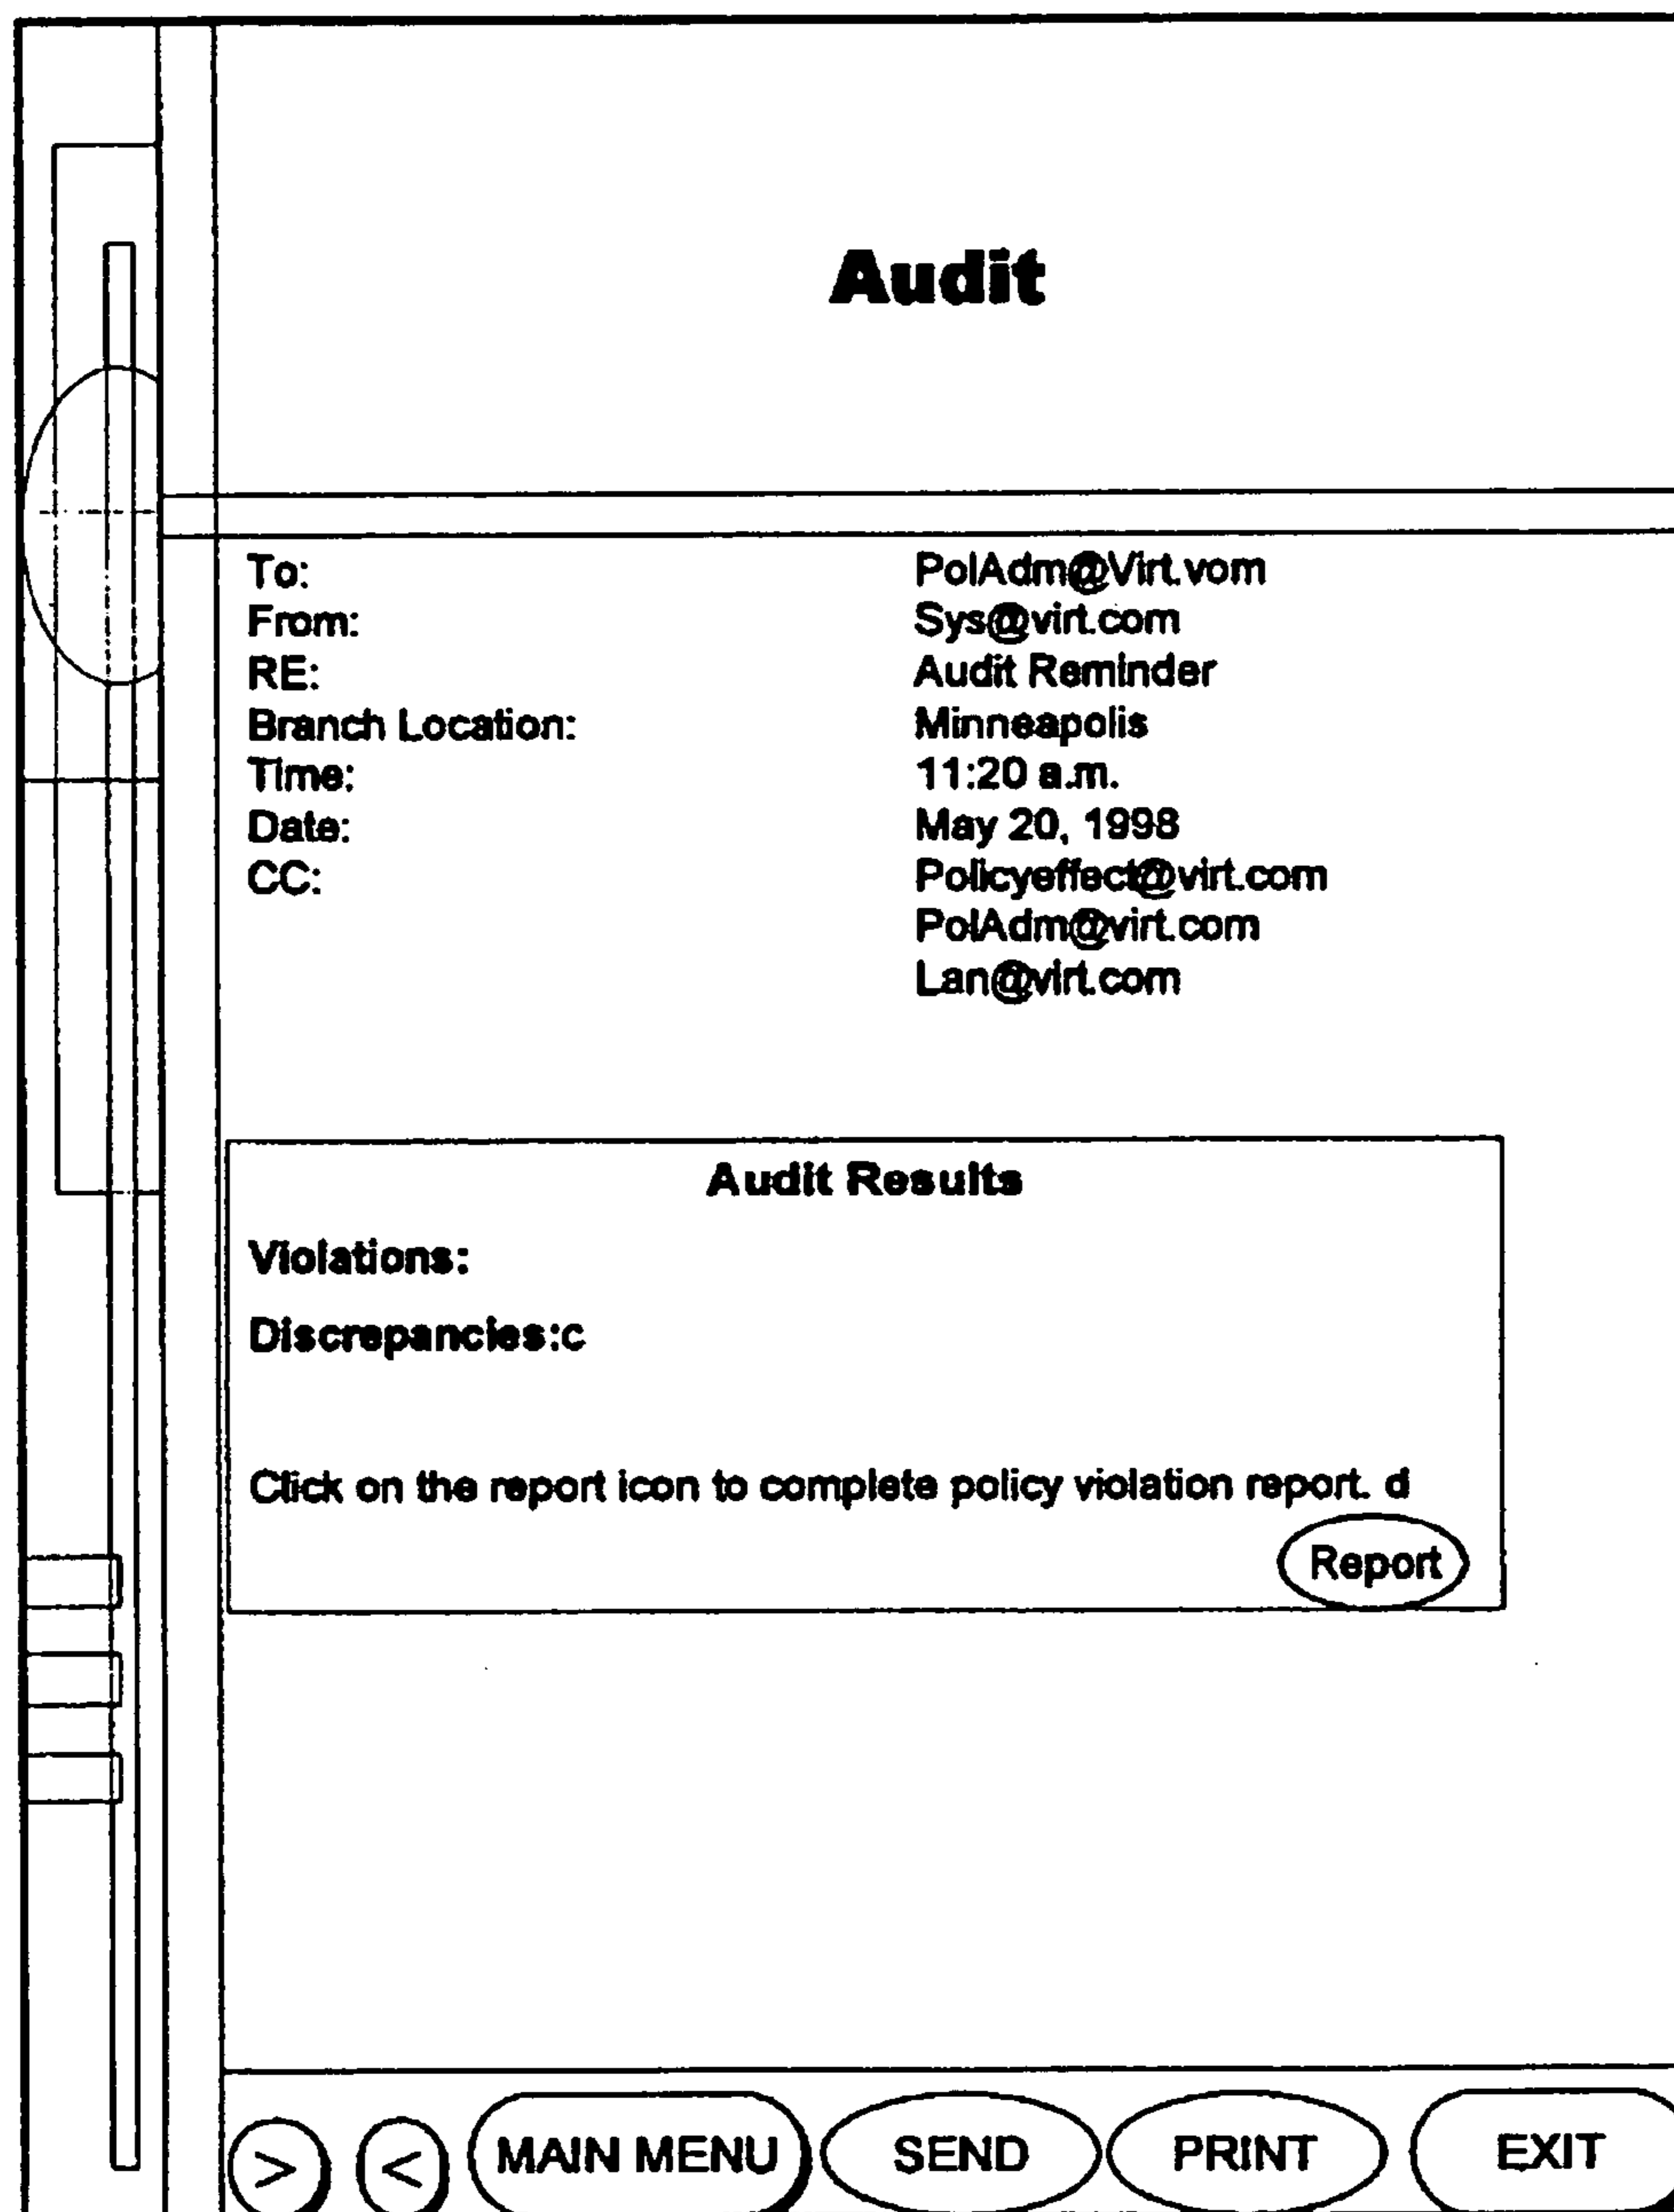 Audit
To: PolAdm@Virt.vom
From: Sys@virt.com
RE: Audit Reminder
Branch Location: Minneapolis
Time: 11:20 a.m.
Date: May 20, 1998
CC: Policyeffect@virt.com
PolAdm@virt.com
Lan@virt.com
Audit Results
Violations:
Discrepancies:c
Click on the report icon to complete policy violation report. d
Report
> < MAIN MENU SEND PRINT EXIT